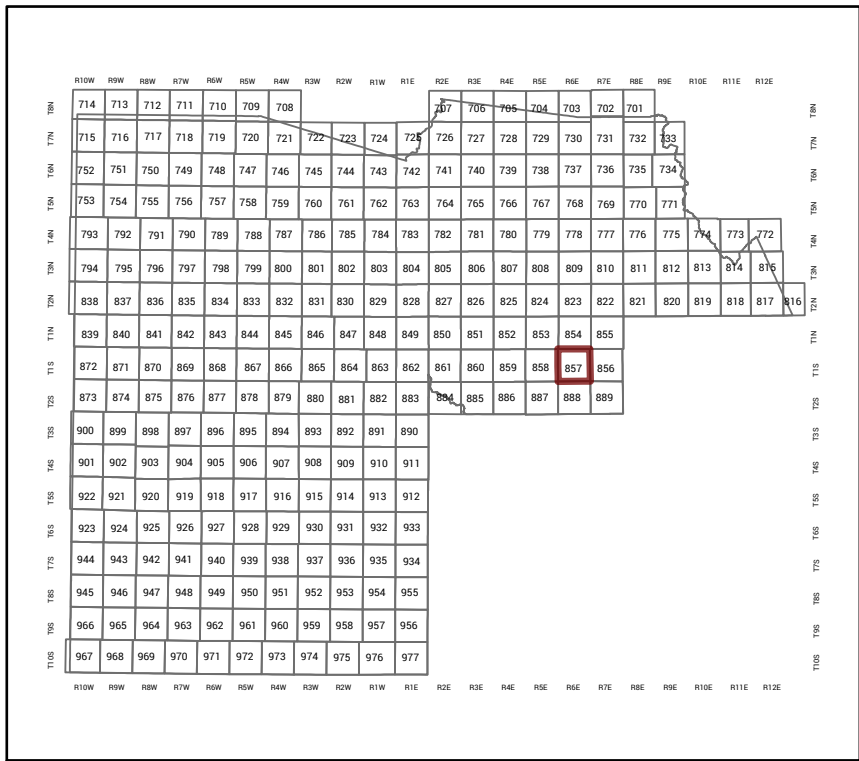 R10W R9W R8W R7W R6W R5W R4W R3W R2W R1W R1E R2E R3E R4E R5E R6E R7E R8E R9E R10E R11E R12E
T8N 714 713 712 711 710 709 708 707 706 705 704 703 702 701 T8N
T7N 715 716 717 718 719 720 721 722 723 724 725 726 727 728 729 730 731 732 733 T7N
T6N 752 751 750 749 748 747 746 745 744 743 742 741 740 739 738 737 736 735 734 T6N
T5N 753 754 755 756 757 758 759 760 761 762 763 764 765 766 767 768 769 770 771 T5N
T4N 793 792 791 790 789 788 787 786 785 784 783 782 781 780 779 778 777 776 775 774 773 772 T4N
T3N 794 795 796 797 798 799 800 801 802 803 804 805 806 807 808 809 810 811 812 813 814 815 T3N
T2N 838 837 836 835 834 833 832 831 830 829 828 827 826 825 824 823 822 821 820 819 818 817 816 T2N
T1N 839 840 841 842 843 844 845 846 847 848 849 850 851 852 853 854 855 T1N
T1S 872 871 870 869 868 867 866 865 864 863 862 861 860 859 858 857 856 T1S
T2S 873 874 875 876 877 878 879 880 881 882 883 884 885 886 887 888 889 T2S
T3S 900 899 898 897 896 895 894 893 892 891 890 T3S
T4S 901 902 903 904 905 906 907 908 909 910 911 T4S
T5S 922 921 920 919 918 917 916 915 914 913 912 T5S
T6S 923 924 925 926 927 928 929 930 931 932 933 T6S
T7S 944 943 942 941 940 939 938 937 936 935 934 T7S
T8S 945 946 947 948 949 950 951 952 953 954 955 T8S
T9S 966 965 964 963 962 961 960 959 958 957 956 T9S
T10S 967 968 969 970 971 972 973 974 975 976 977 T10S
R10W R9W R8W R7W R6W R5W R4W R3W R2W R1W R1E R2E R3E R4E R5E R6E R7E R8E R9E R10E R11E R12E